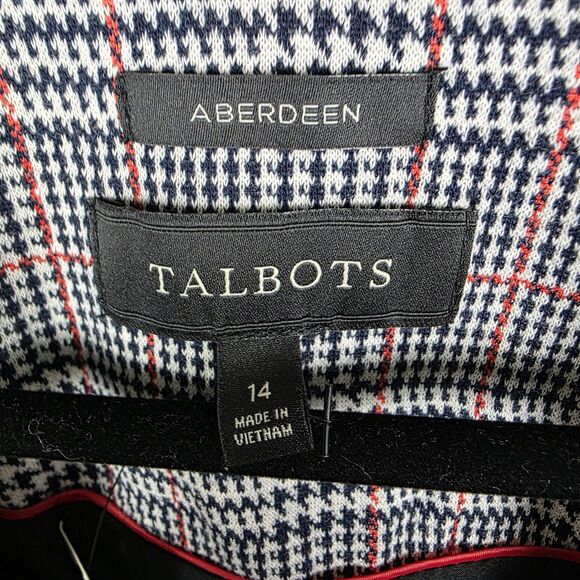 ABERDEEN
TALBOTS
14
MADE IN
VIETNAM